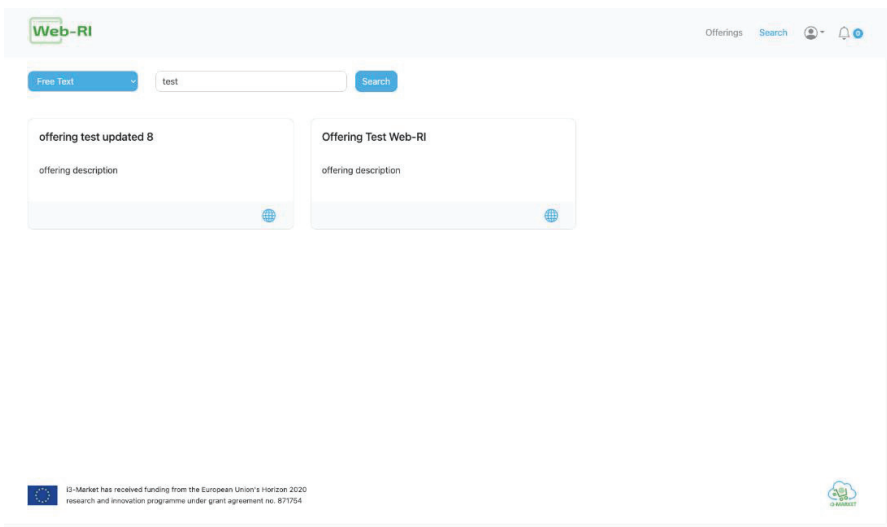 Web-RI
Offerings Search 0
Free Text test Search
offering test updated 8
offering description
Offering Test Web-RI
offering description
i3-Market has received funding from the European Union's Horizon 2020
research and innovation programme under grant agreement no. 871754
i3-MARKET